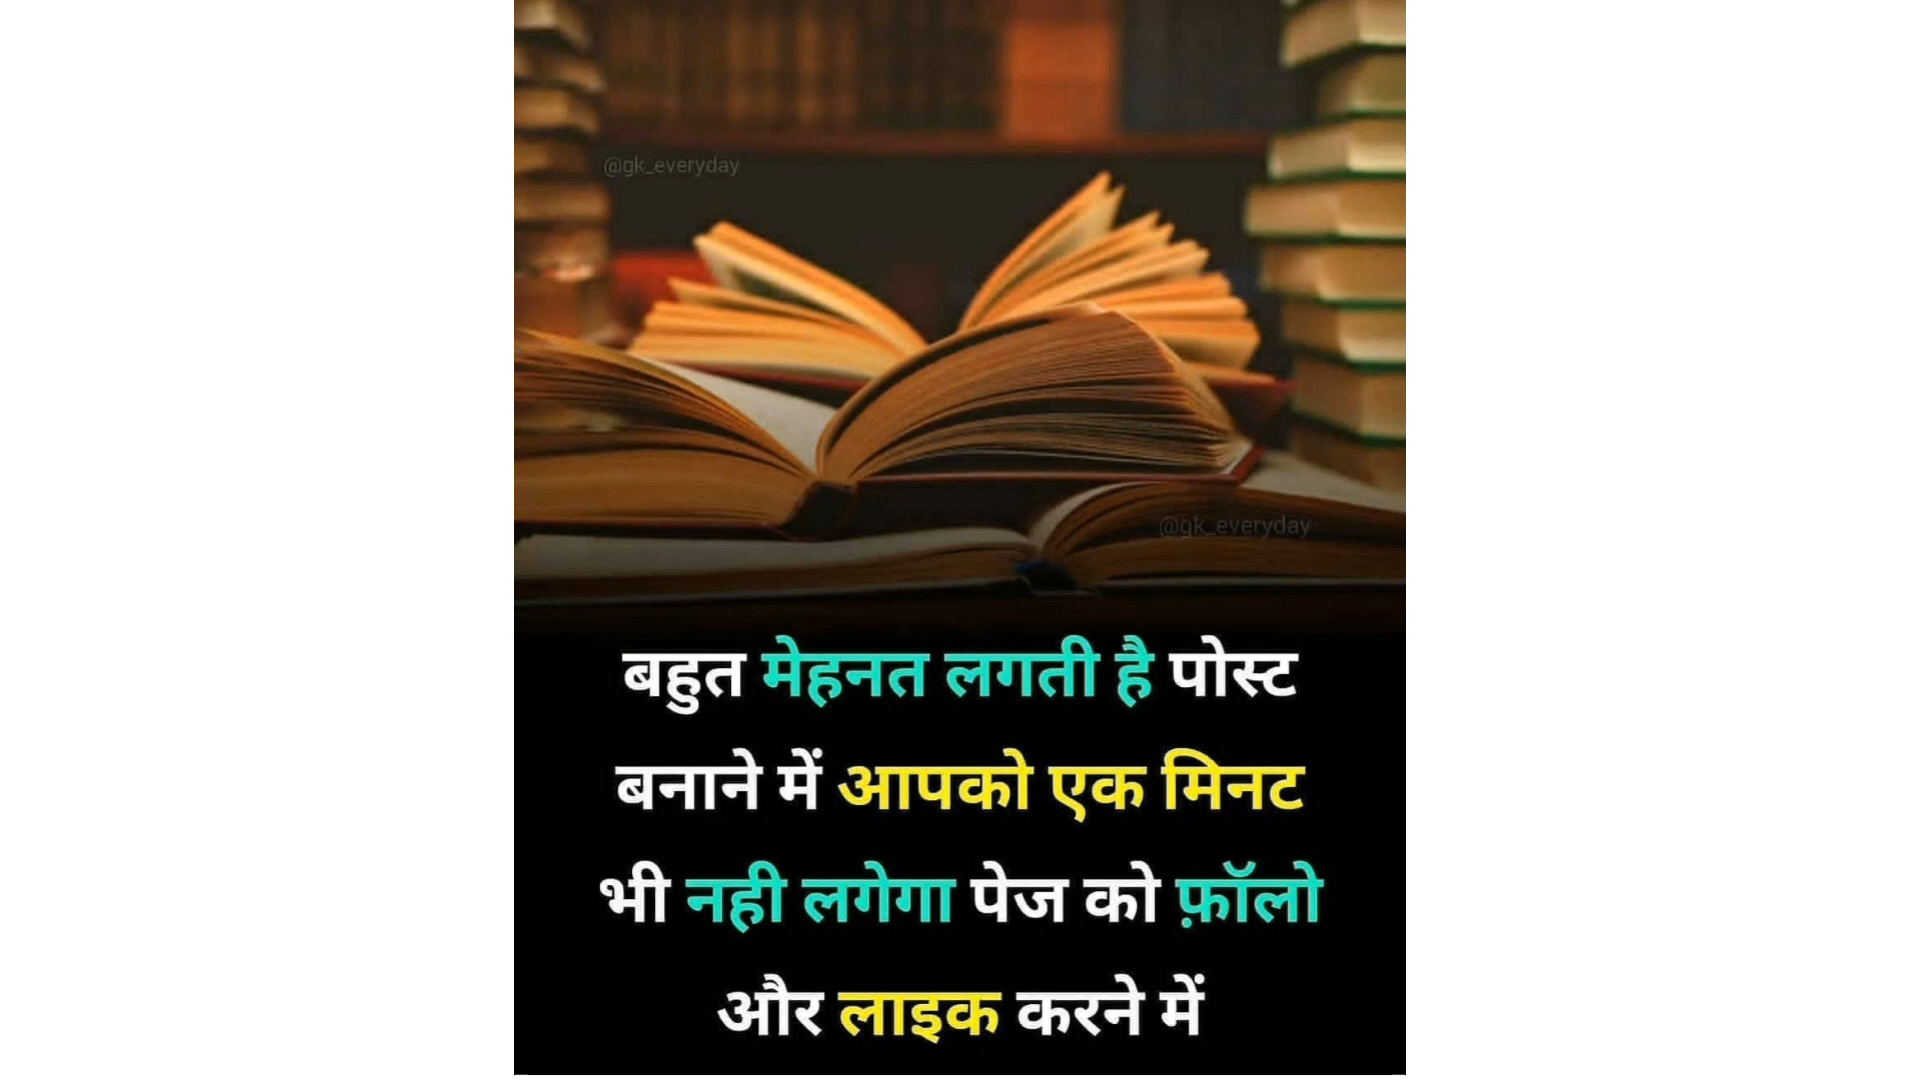 @gk_everyday
@gk_everyday
बहुत मेहनत लगती है पोस्ट
बनाने में आपको एक मिनट
भी नही लगेगा पेज को फ़ॉलो
और लाइक करने में